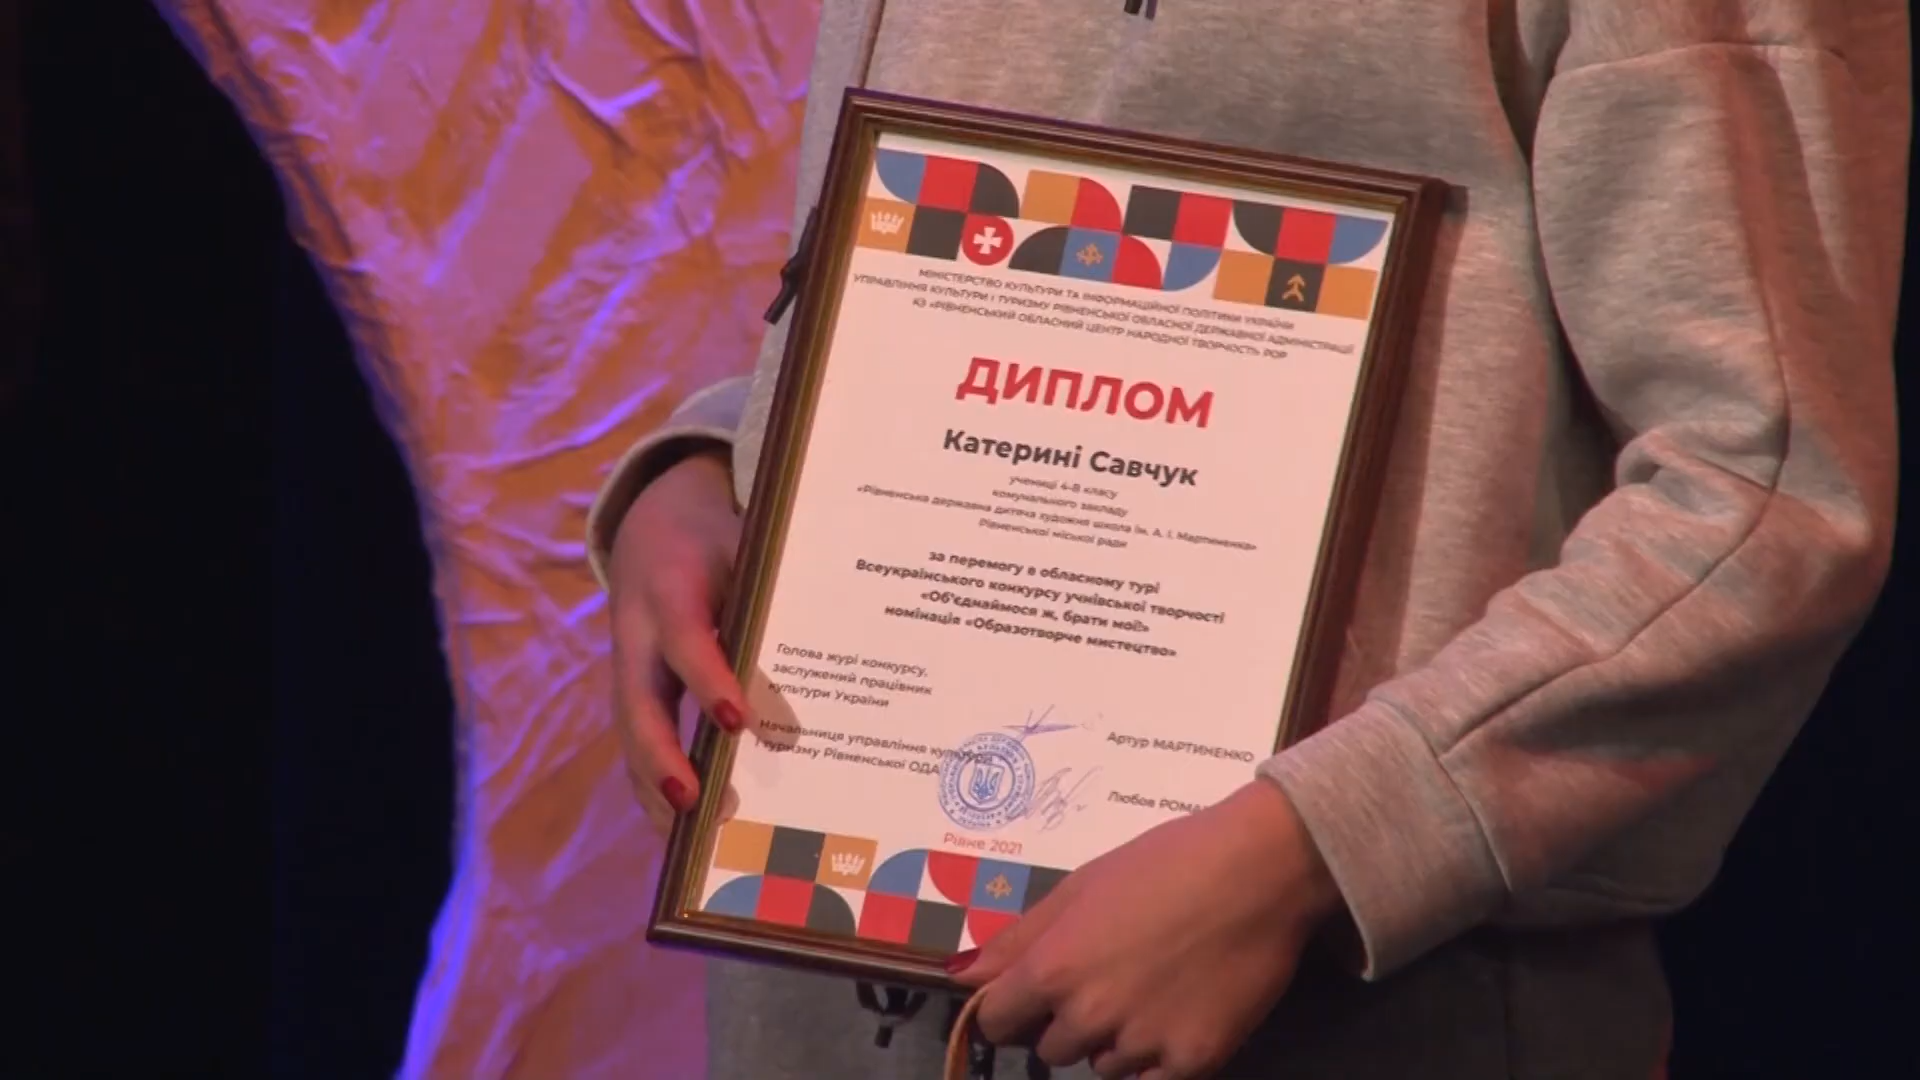 МІНІСТЕРСТВО КУЛЬТУРИ ТА ІНФОРМАЦІЙНОЇ ПОЛІТИКИ УКРАЇНИ
УПРАВЛІННЯ КУЛЬТУРИ І ТУРИЗМУ РІВНЕНСЬКОЇ ОБЛАСНОЇ ДЕРЖАВНОЇ АДМІНІСТРАЦІЇ
КЗ «РІВНЕНСЬКИЙ ОБЛАСНИЙ ЦЕНТР НАРОДНОЇ ТВОРЧОСТЬ РОР
ДИПЛОМ
Катерині Савчук
учениці 4-В класу
комунального закладу
«Рівненська державна дитяча художня школа ім. А. І. Мартиненка»
Рівненської міської ради
за перемогу в обласному турі
Всеукраїнського конкурсу учнівської творчості
«Об'єднаймося ж, брати мої!»
номінація «Образотворче мистецтво»
Голова журі конкурсу,
заслужений працівник
культури України
Артур МАРТИНЕНКО
Начальниця управління культури
і туризму Рівненської ОДА
Любов
Рівне 2021